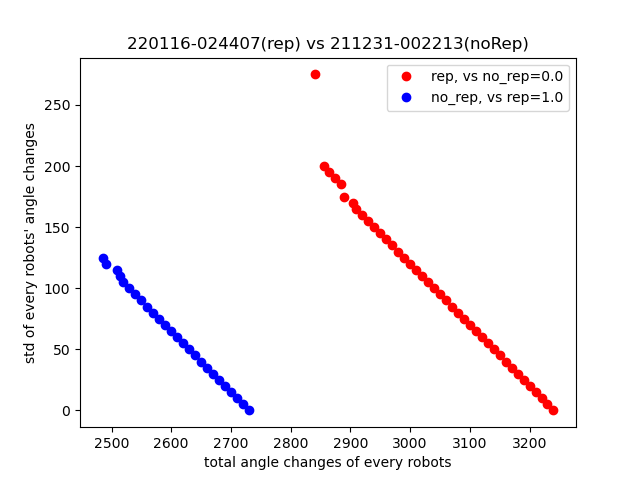 220116-024407(rep) vs 211231-002213(noRep)
rep, vs no_rep=0.0
no_rep, vs rep=1.0
std of every robots' angle changes
250
200
150
100
50
0
2500 2600 2700 2800 2900 3000 3100 3200
total angle changes of every robots